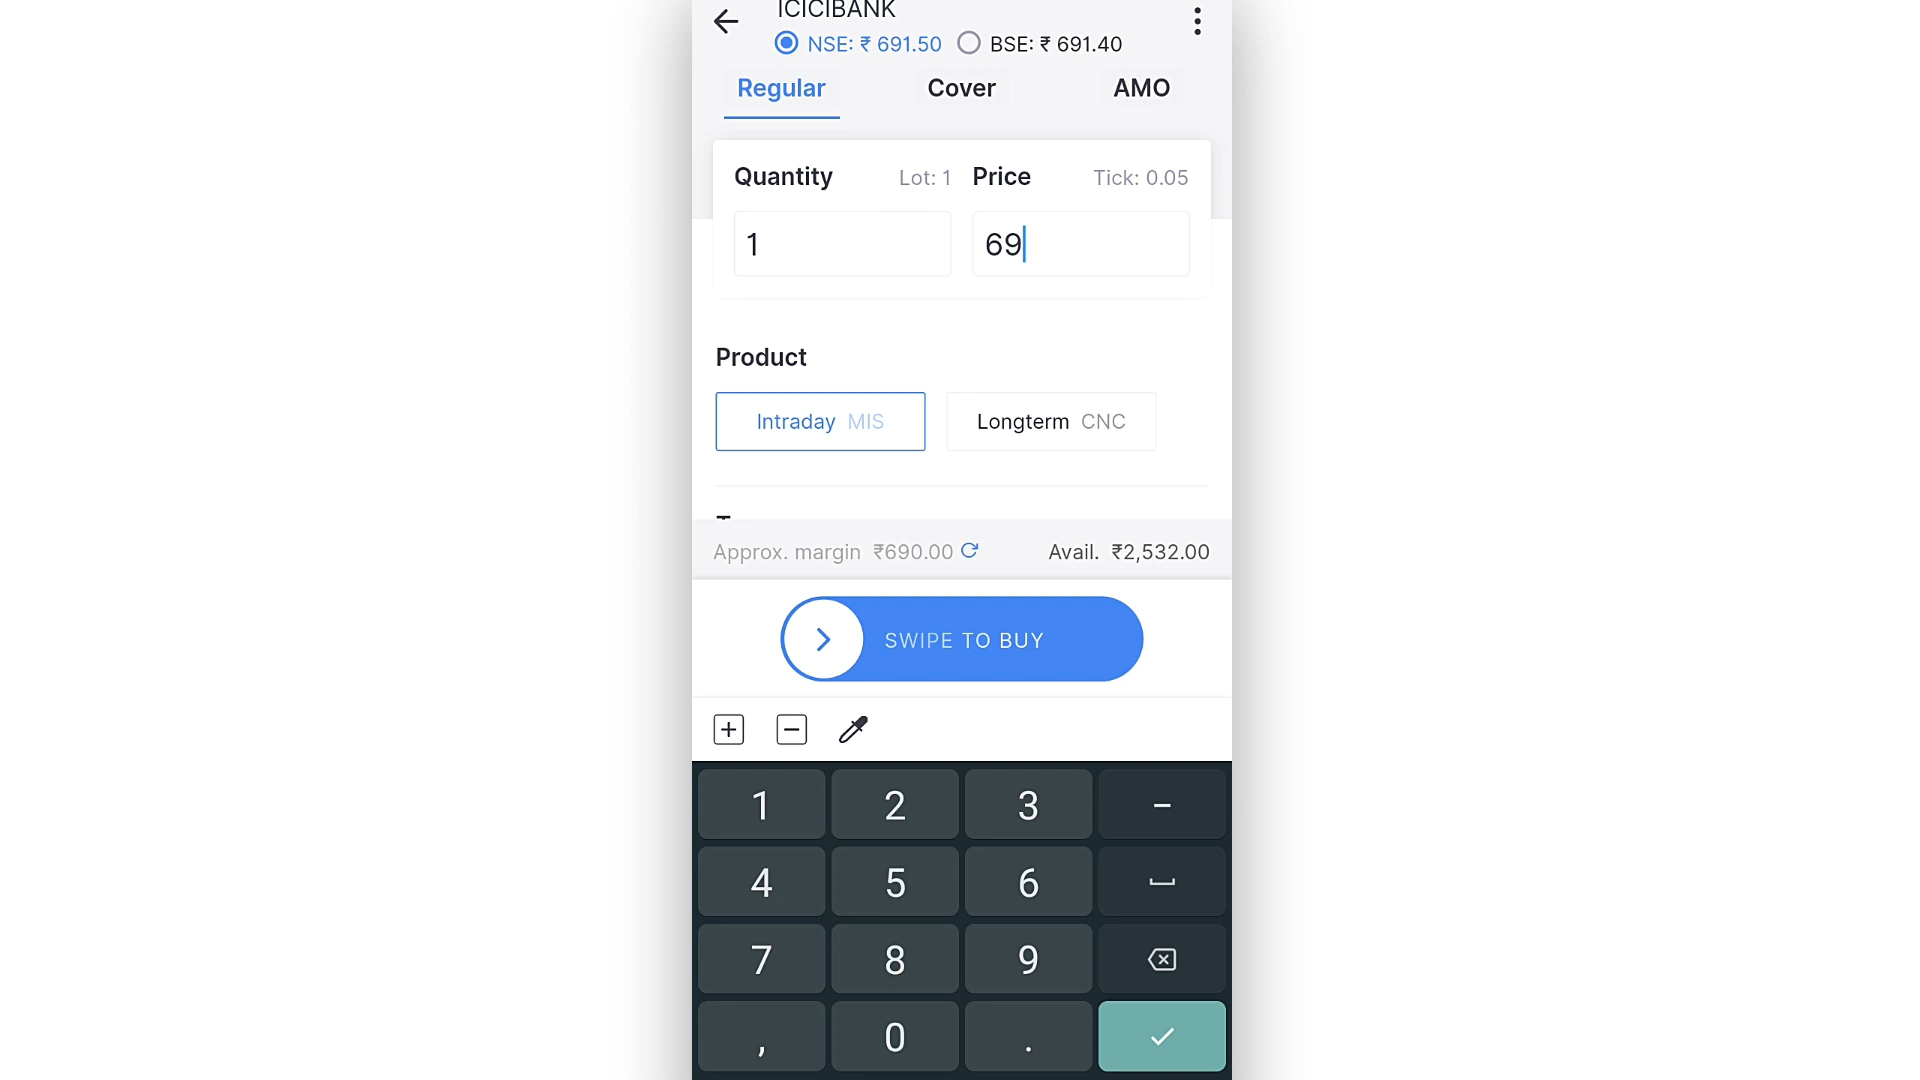 ICICIBANK
NSE: ₹ 691.50 BSE: ₹ 691.40
Regular Cover AMO
Quantity Lot: 1 Price Tick: 0.05
1 69
Product
Intraday MIS Longterm CNC
Approx. margin ₹690.00 Avail. ₹2,532.00
SWIPE TO BUY
1 2 3 –
4 5 6
7 8 9
, 0 .